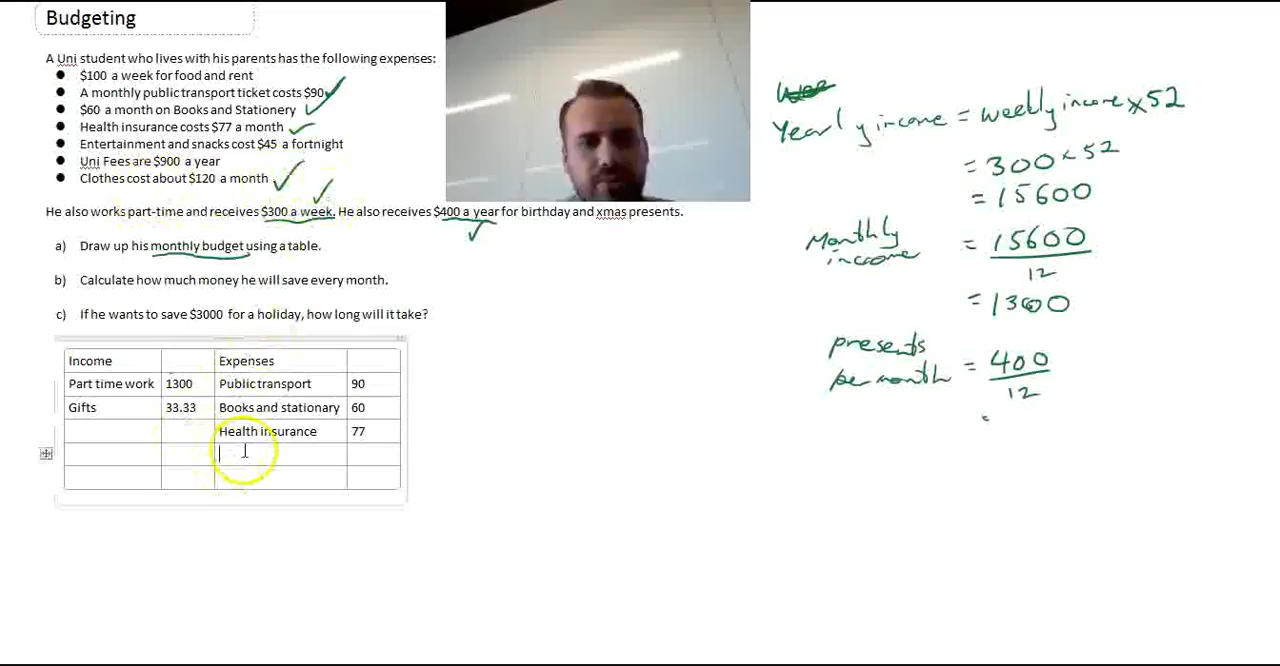 Budgeting
A Uni student who lives with his parents has the following expenses:
● $100 a week for food and rent
● A monthly public transport ticket costs $90
● $60 a month on Books and Stationery
● Health insurance costs $77 a month
● Entertainment and snacks cost $45 a fortnight
● Uni Fees are $900 a year
● Clothes cost about $120 a month
He also works part-time and receives $300 a week. He also receives $400 a year for birthday and xmas presents.
a) Draw up his monthly budget using a table.
b) Calculate how much money he will save every month.
c) If he wants to save $3000 for a holiday, how long will it take?
Income Expenses
Part time work 1300 Public transport 90
Gifts 33.33 Books and stationary 60
Health insurance 77
Yearly income = weekly income × 52
= 300 × 52
= 15600
Monthly income = 15600
12
= 1300
presents per month = 400
12
=